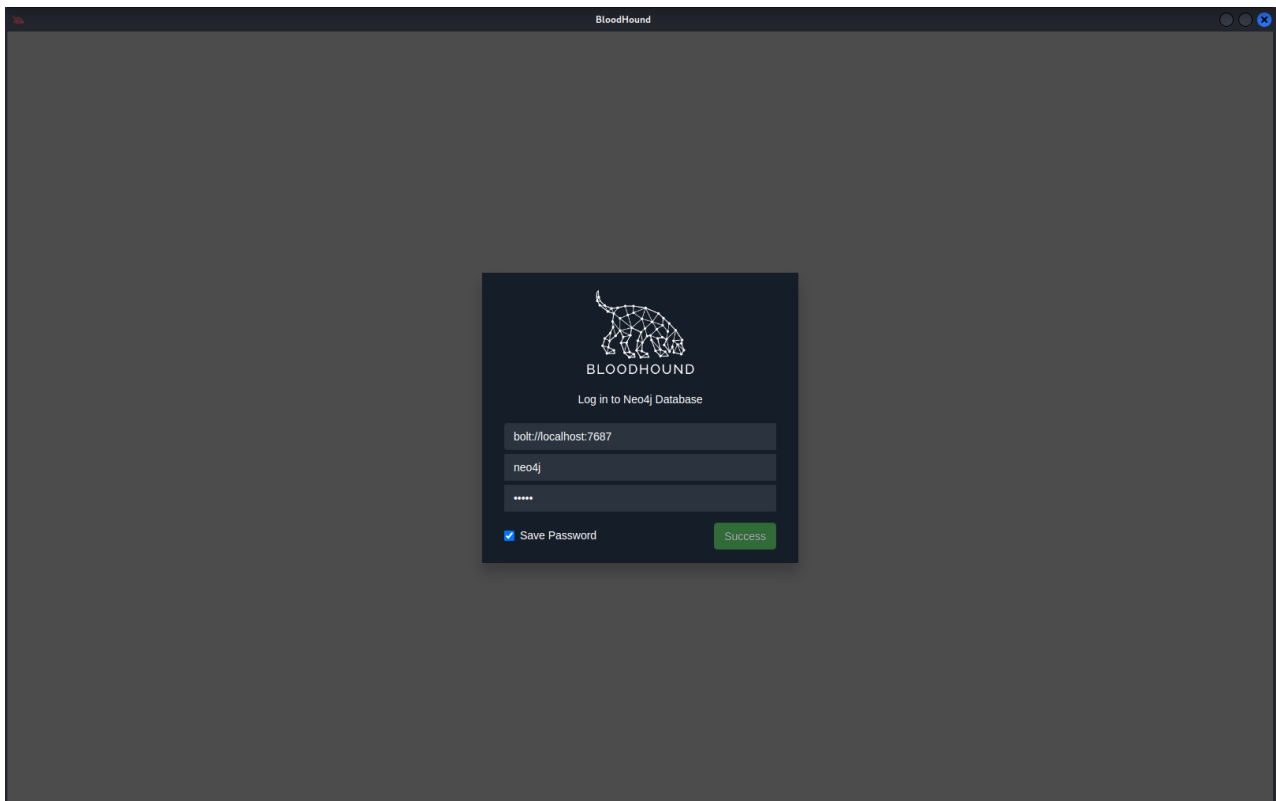 BloodHound
BLOODHOUND
Log in to Neo4j Database
bolt://localhost:7687
neo4j
•••••
Save Password
Success